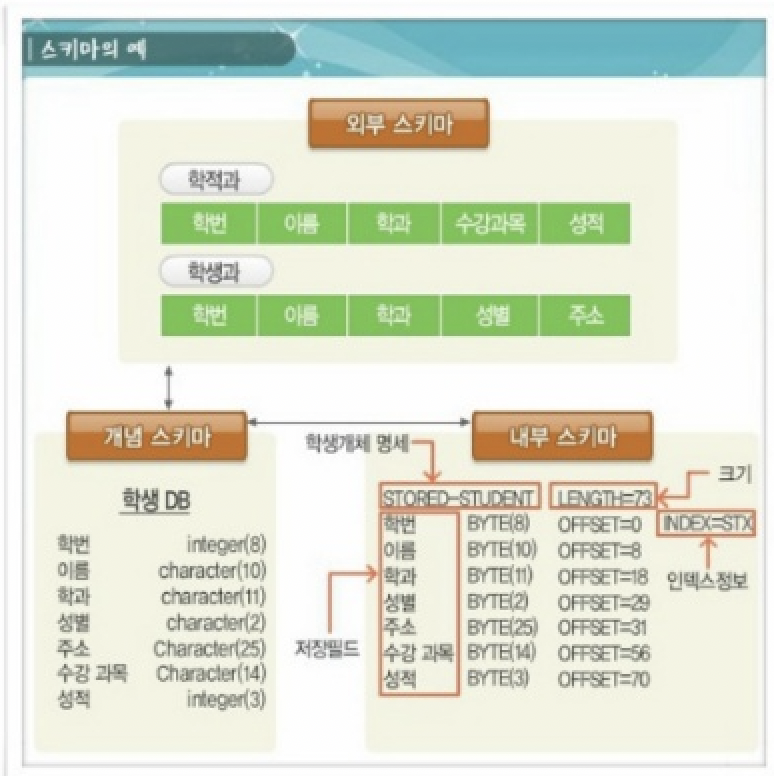 스키마의 예
외부 스키마
학적과
학번 이름 학과 수강과목 성적
학생과
학번 이름 학과 성별 주소
개념 스키마
학생 DB
학번 integer(8)
이름 character(10)
학과 character(11)
성별 character(2)
주소 Character(25)
수강 과목 Character(14)
성적 integer(3)
내부 스키마
학생개체 명세
크기
STORED-STUDENT LENGTH=73
학번 BYTE(8) OFFSET=0 INDEX=STX
이름 BYTE(10) OFFSET=8
학과 BYTE(11) OFFSET=18 인덱스정보
성별 BYTE(2) OFFSET=29
주소 BYTE(25) OFFSET=31
저장필드
수강 과목 BYTE(14) OFFSET=56
성적 BYTE(3) OFFSET=70